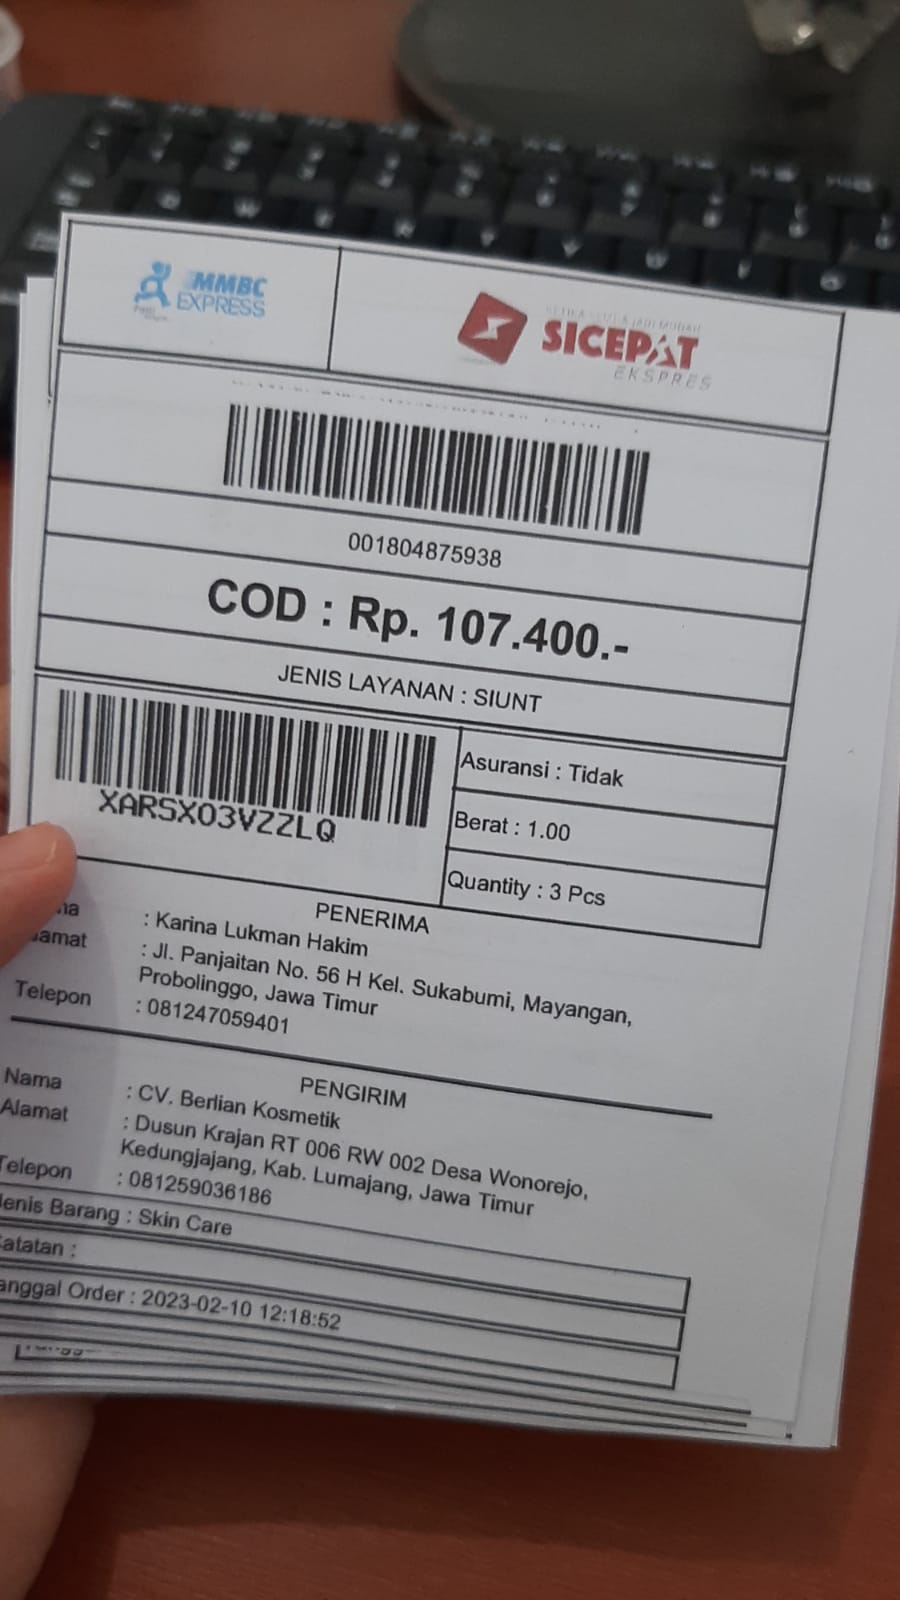 MMBC
EXPRESS
SICEPAT
EKSPRES
001804875938
COD : Rp. 107.400.-
JENIS LAYANAN : SIUNT
XARSX03VZZLQ
Asuransi : Tidak
Berat : 1.00
Quantity : 3 Pcs
PENERIMA
: Karina Lukman Hakim
: Jl. Panjaitan No. 56 H Kel. Sukabumi, Mayangan,
Probolinggo, Jawa Timur
Telepon : 081247059401
PENGIRIM
Nama : CV. Berlian Kosmetik
Alamat : Dusun Krajan RT 006 RW 002 Desa Wonorejo,
Kedungjajang, Kab. Lumajang, Jawa Timur
Telepon : 081259036186
Jenis Barang : Skin Care
atatan :
anggal Order : 2023-02-10 12:18:52